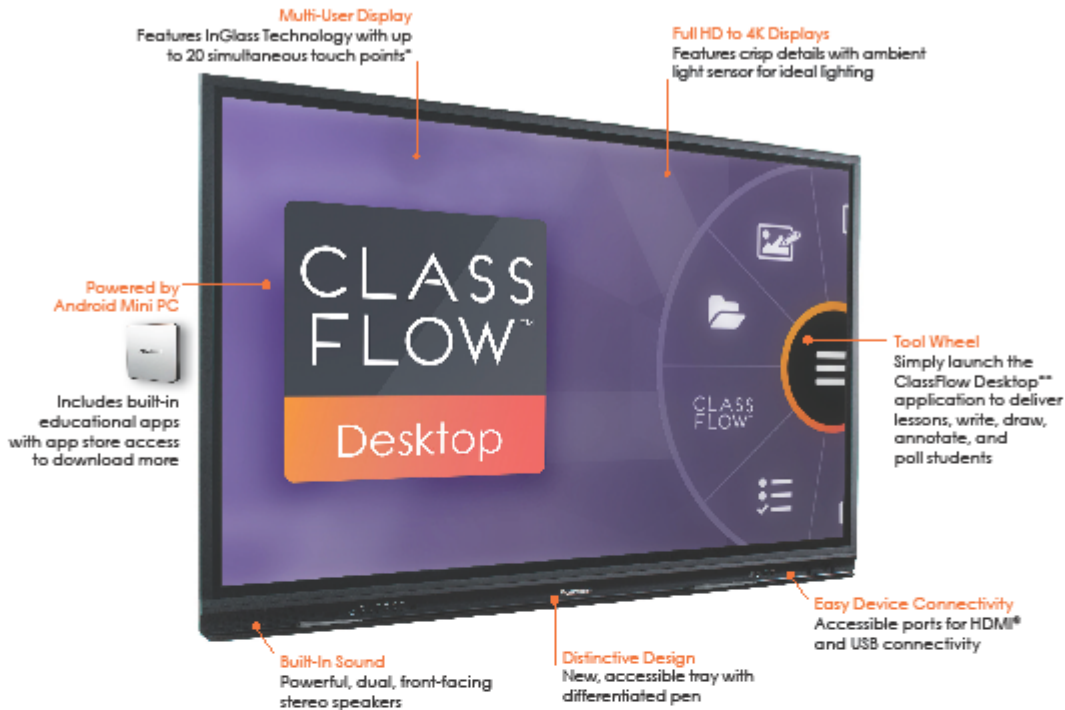 Multi-User Display
Features InGlass Technology with up
to 20 simultaneous touch points*
Full HD to 4K Displays
Features crisp details with ambient
light sensor for ideal lighting
CLASS
FLOW™
Desktop
Powered by
Android Mini PC
Includes built-in
educational apps
with app store access
to download more
CLASS
FLOW™
Tool Wheel
Simply launch the
ClassFlow Desktop**
application to deliver
lessons, write, draw,
annotate, and
poll students
Easy Device Connectivity
Accessible ports for HDMI®
and USB connectivity
Built-In Sound
Powerful, dual, front-facing
stereo speakers
Distinctive Design
New, accessible tray with
differentiated pen